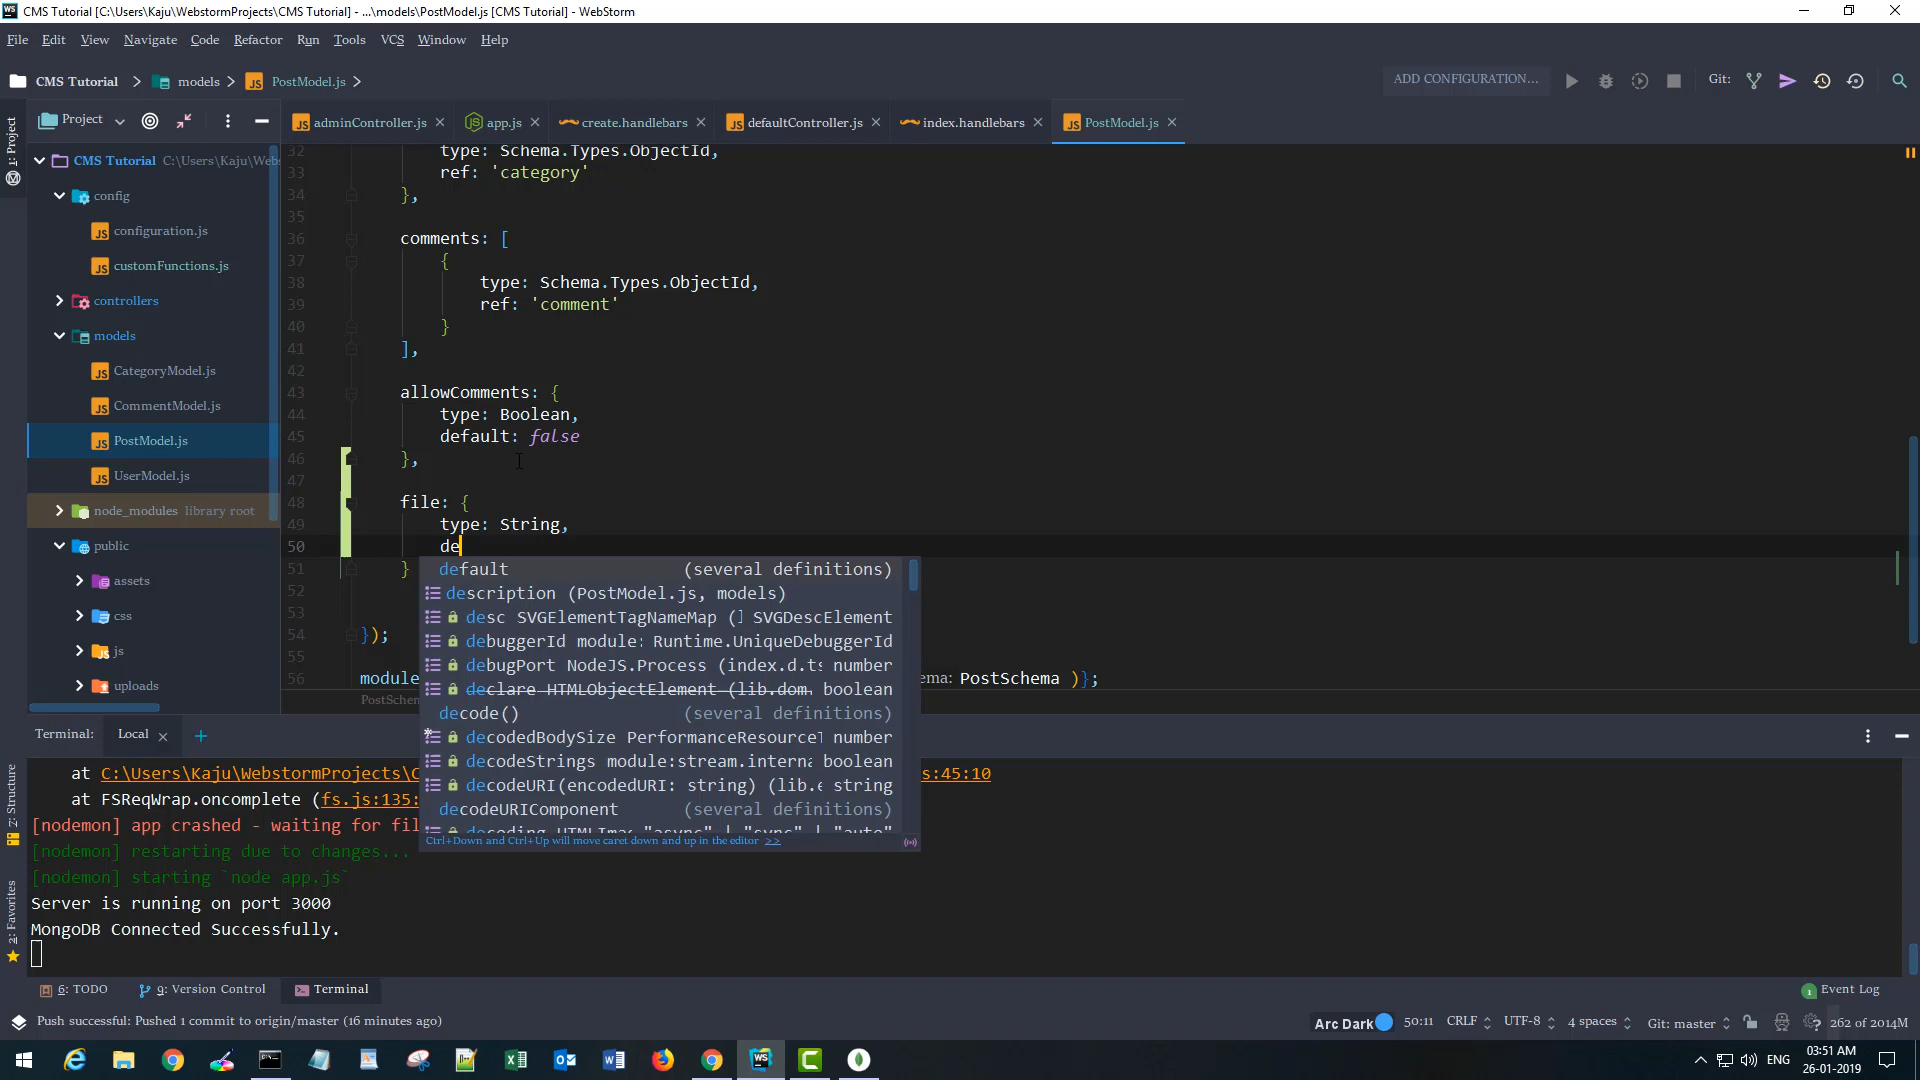 CMS Tutorial [C:\Users\Kaju\WebstormProjects\CMS Tutorial] - ...\models\PostModel.js [CMS Tutorial] - WebStorm
File Edit View Navigate Code Refactor Run Tools VCS Window Help
CMS Tutorial models PostModel.js
ADD CONFIGURATION... Git:
Project
adminController.js app.js create.handlebars defaultController.js index.handlebars PostModel.js
1: Project
CMS Tutorial C:\Users\Kaju\Webs
config
configuration.js
customFunctions.js
controllers
models
CategoryModel.js
CommentModel.js
PostModel.js
UserModel.js
node_modules library root
public
assets
css
js
uploads
32 type: Schema.Types.ObjectId,
33 ref: 'category'
34 },
35
36 comments: [
37 {
38 type: Schema.Types.ObjectId,
39 ref: 'comment'
40 }
41 ],
42
43 allowComments: {
44 type: Boolean,
45 default: false
46 },
47
48 file: {
49 type: String,
50 de
51 }
52
53
54 });
55
56 module ema: PostSchema )};
PostSchem
default (several definitions)
description (PostModel.js, models)
desc SVGElementTagNameMap (] SVGDescElement
debuggerId module: Runtime.UniqueDebuggerId
debugPort NodeJS.Process (index.d.ts number
declare HTMLObjectElement (lib.dom. boolean
decode() (several definitions)
decodedBodySize PerformanceResourceT number
decodeStrings module:stream.interna boolean
decodeURI(encodedURI: string) (lib.e string
decodeURIComponent (several definitions)
decoding HTMLImag "async" | "sync" | "auto"
Ctrl+Down and Ctrl+Up will move caret down and up in the editor >>
Terminal: Local +
at C:\Users\Kaju\WebstormProjects\C s:45:10
at FSReqWrap.oncomplete (fs.js:135:
[nodemon] app crashed - waiting for fil
[nodemon] restarting due to changes...
[nodemon] starting `node app.js`
Server is running on port 3000
MongoDB Connected Successfully.
7: Structure
2: Favorites
6: TODO 9: Version Control Terminal 1 Event Log
Push successful: Pushed 1 commit to origin/master (16 minutes ago) Arc Dark 50:11 CRLF UTF-8 4 spaces Git: master 262 of 2014M
ENG 03:51 AM
26-01-2019